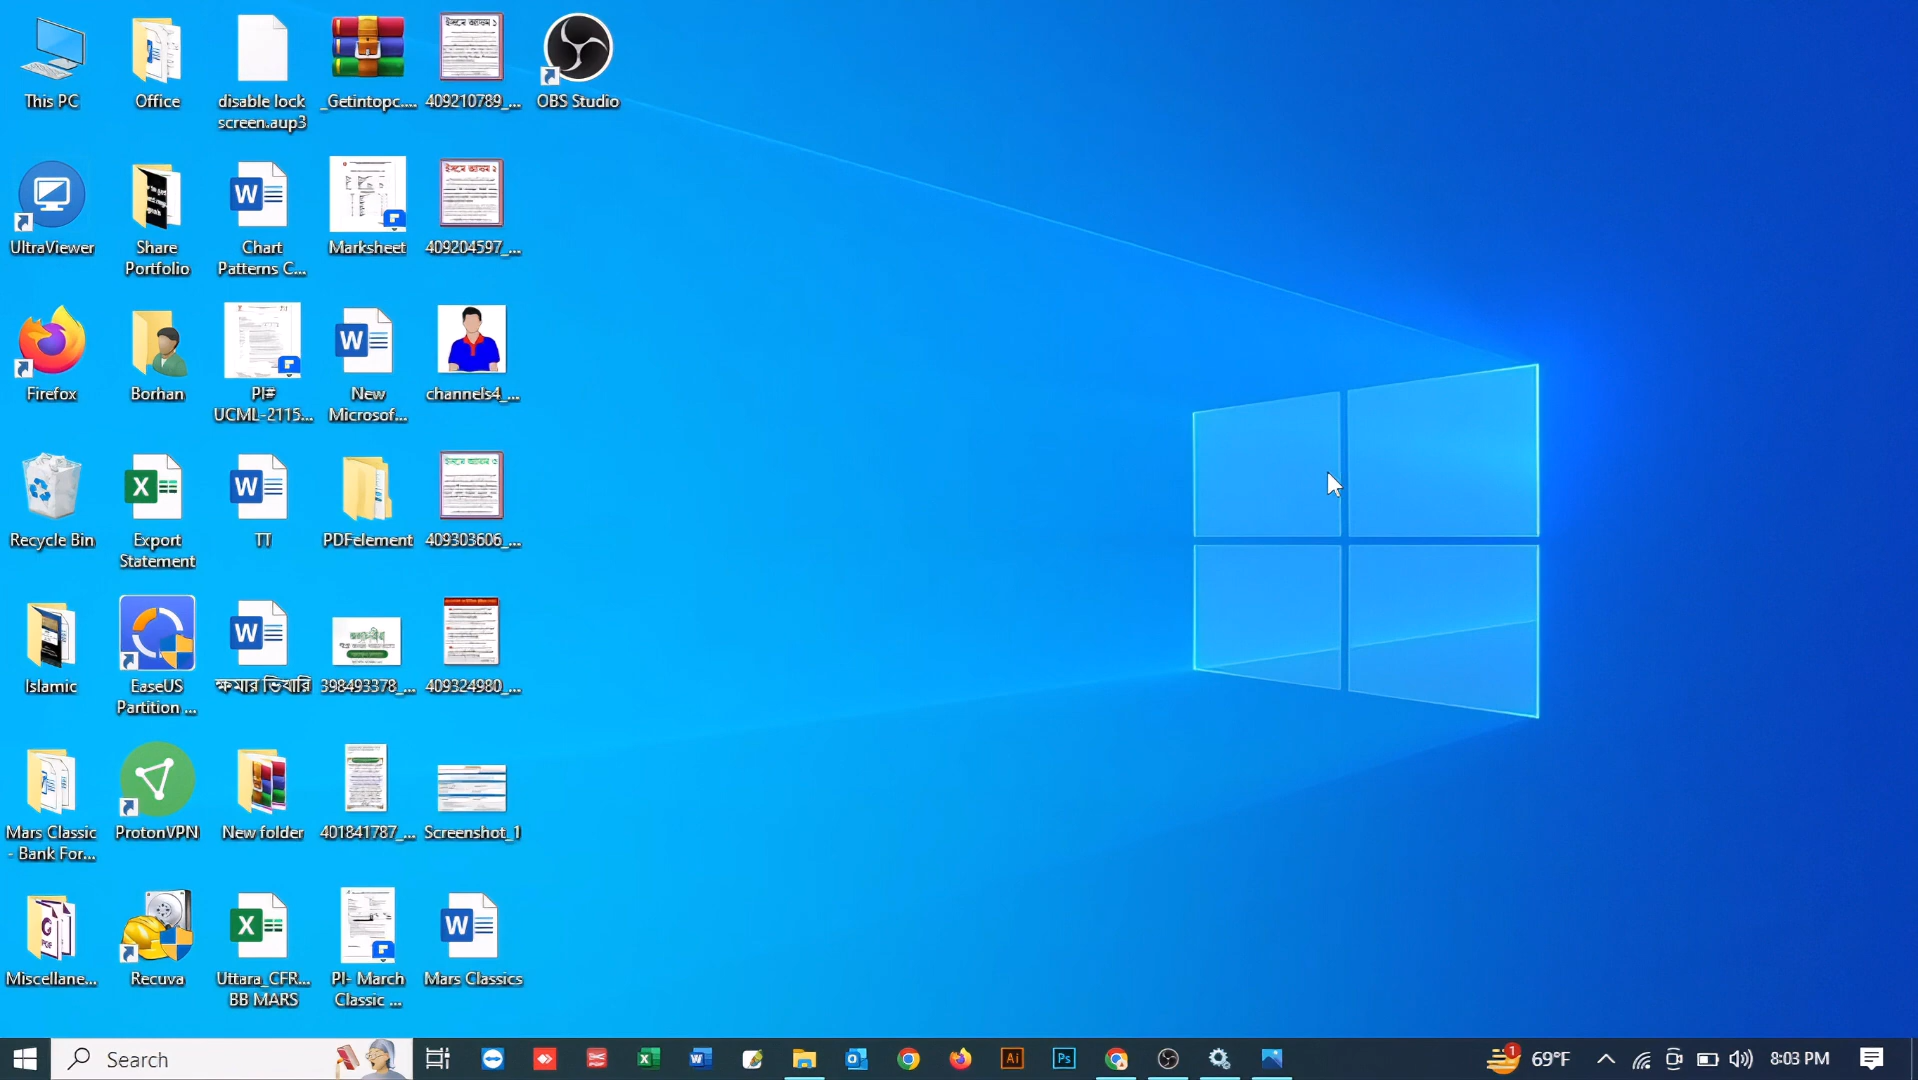 This PC
Office
disable lock
screen.aup3
_Getintopc....
409210789_...
OBS Studio
UltraViewer
Share
Portfolio
Chart
Patterns C...
Marksheet
409204597_...
Firefox
Borhan
PI#
UCML-2115...
New
Microsof...
channels4_...
Recycle Bin
Export
Statement
TT
PDFelement
409303606_...
Islamic
EaseUS
Partition ...
ক্ষমার ভিখারি
398493378_...
409324980_...
Mars Classic
- Bank For...
ProtonVPN
New folder
401841787_...
Screenshot_1
Miscellane...
Recuva
Uttara_CFR...
BB MARS
PI- March
Classic ...
Mars Classics
Search
Ai
Ps
1
69°F
8:03 PM